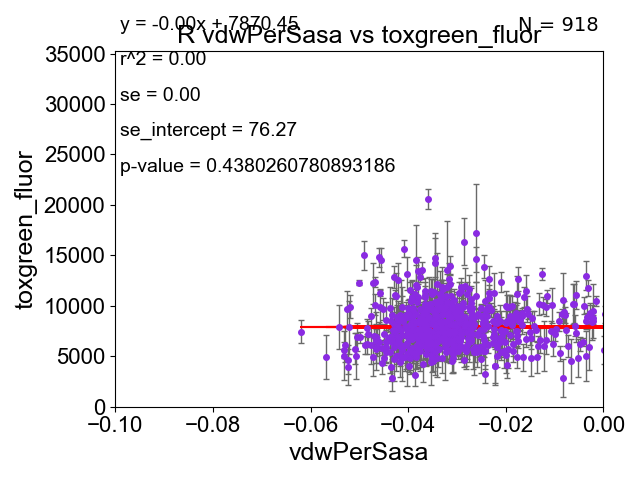 y = -0.00x + 7870.45
N = 918
R vdwPerSasa vs toxgreen_fluor
r^2 = 0.00
se = 0.00
se_intercept = 76.27
p-value = 0.4380260780893186
toxgreen_fluor
35000
30000
25000
20000
15000
10000
5000
0
−0.10
−0.08
−0.06
−0.04
−0.02
0.00
vdwPerSasa